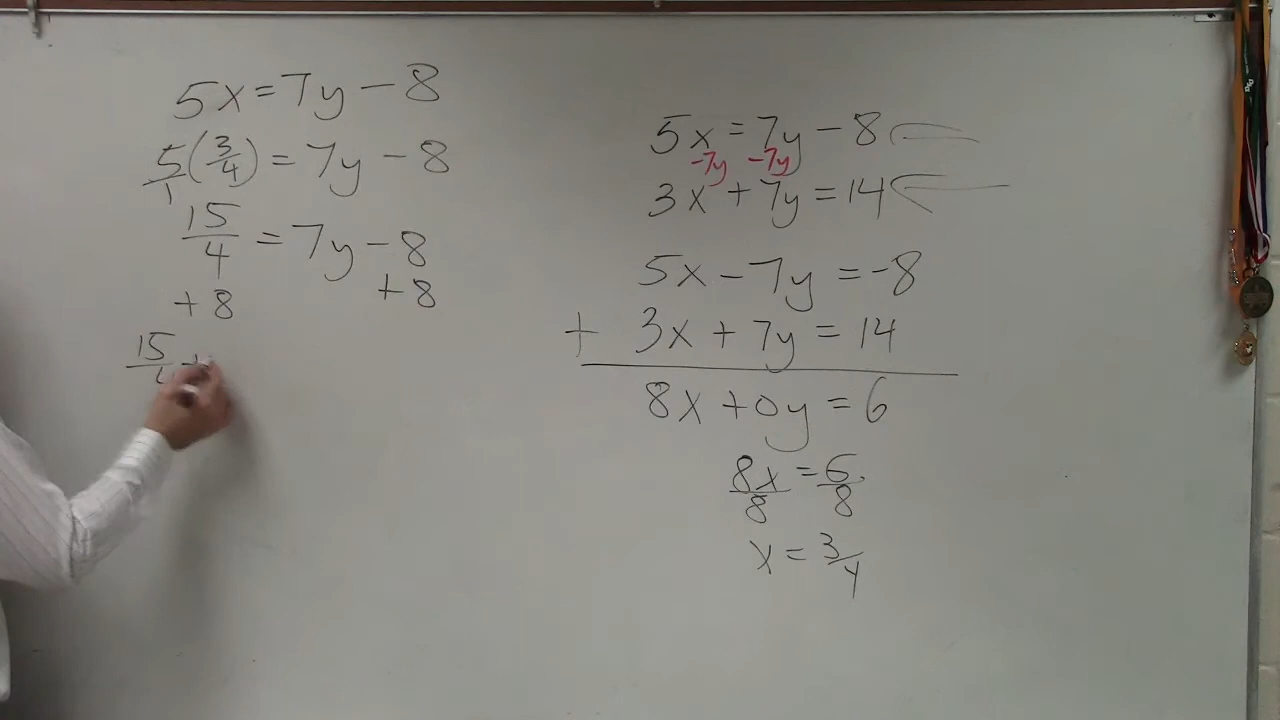 5x = 7y - 8
5/1 (3/4) = 7y - 8
15/4 = 7y - 8
+ 8 + 8
15/4 +
5x = 7y - 8
-7y -7y
3x + 7y = 14
5x - 7y = -8
+ 3x + 7y = 14
8x + 0y = 6
8x/8 = 6/8
x = 3/4